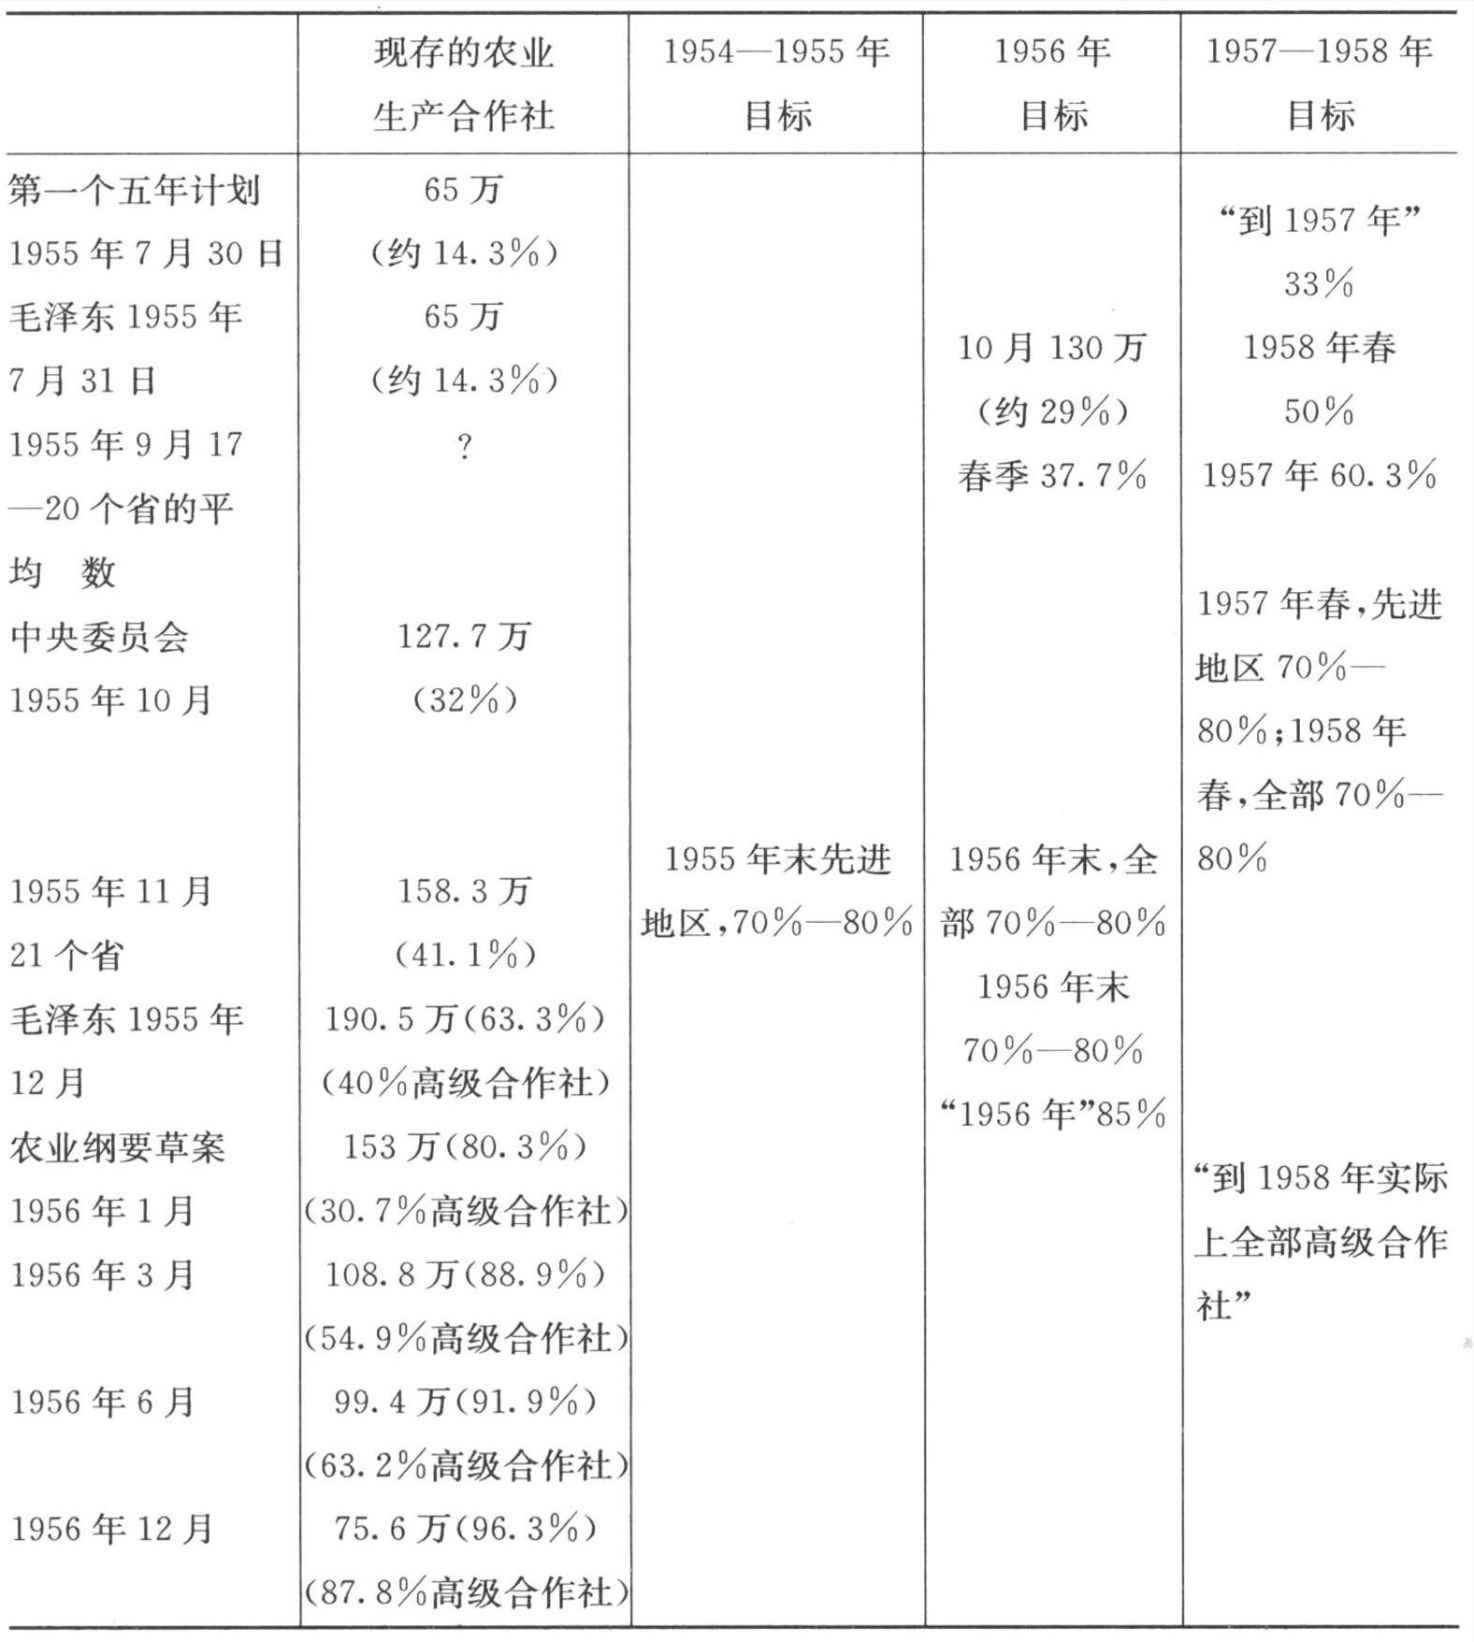 现存的农业
生产合作社
1954—1955 年
目标
1956 年
目标
1957—1958 年
目标
第一个五年计划
1955 年 7 月 30 日
毛泽东 1955 年
7 月 31 日
1955 年 9 月 17
—20 个省的平
均 数
中央委员会
1955 年 10 月
1955 年 11 月
21 个省
毛泽东 1955 年
12 月
农业纲要草案
1956 年 1 月
1956 年 3 月
1956 年 6 月
1956 年 12 月
65 万
(约 14.3%)
65 万
(约 14.3%)
?
127.7 万
(32%)
158.3 万
(41.1%)
190.5 万(63.3%)
(40%高级合作社)
153 万(80.3%)
(30.7%高级合作社)
108.8 万(88.9%)
(54.9%高级合作社)
99.4 万(91.9%)
(63.2%高级合作社)
75.6 万(96.3%)
(87.8%高级合作社)
1955 年末先进
地区,70%—80%
10 月 130 万
(约 29%)
春季 37.7%
1956 年末,全
部 70%—80%
1956 年末
70%—80%
“1956 年”85%
“到 1957 年”
33%
1958 年春
50%
1957 年 60.3%
1957 年春,先进
地区 70%—
80%;1958 年
春,全部 70%—
80%
“到 1958 年实际
上全部高级合作
社”